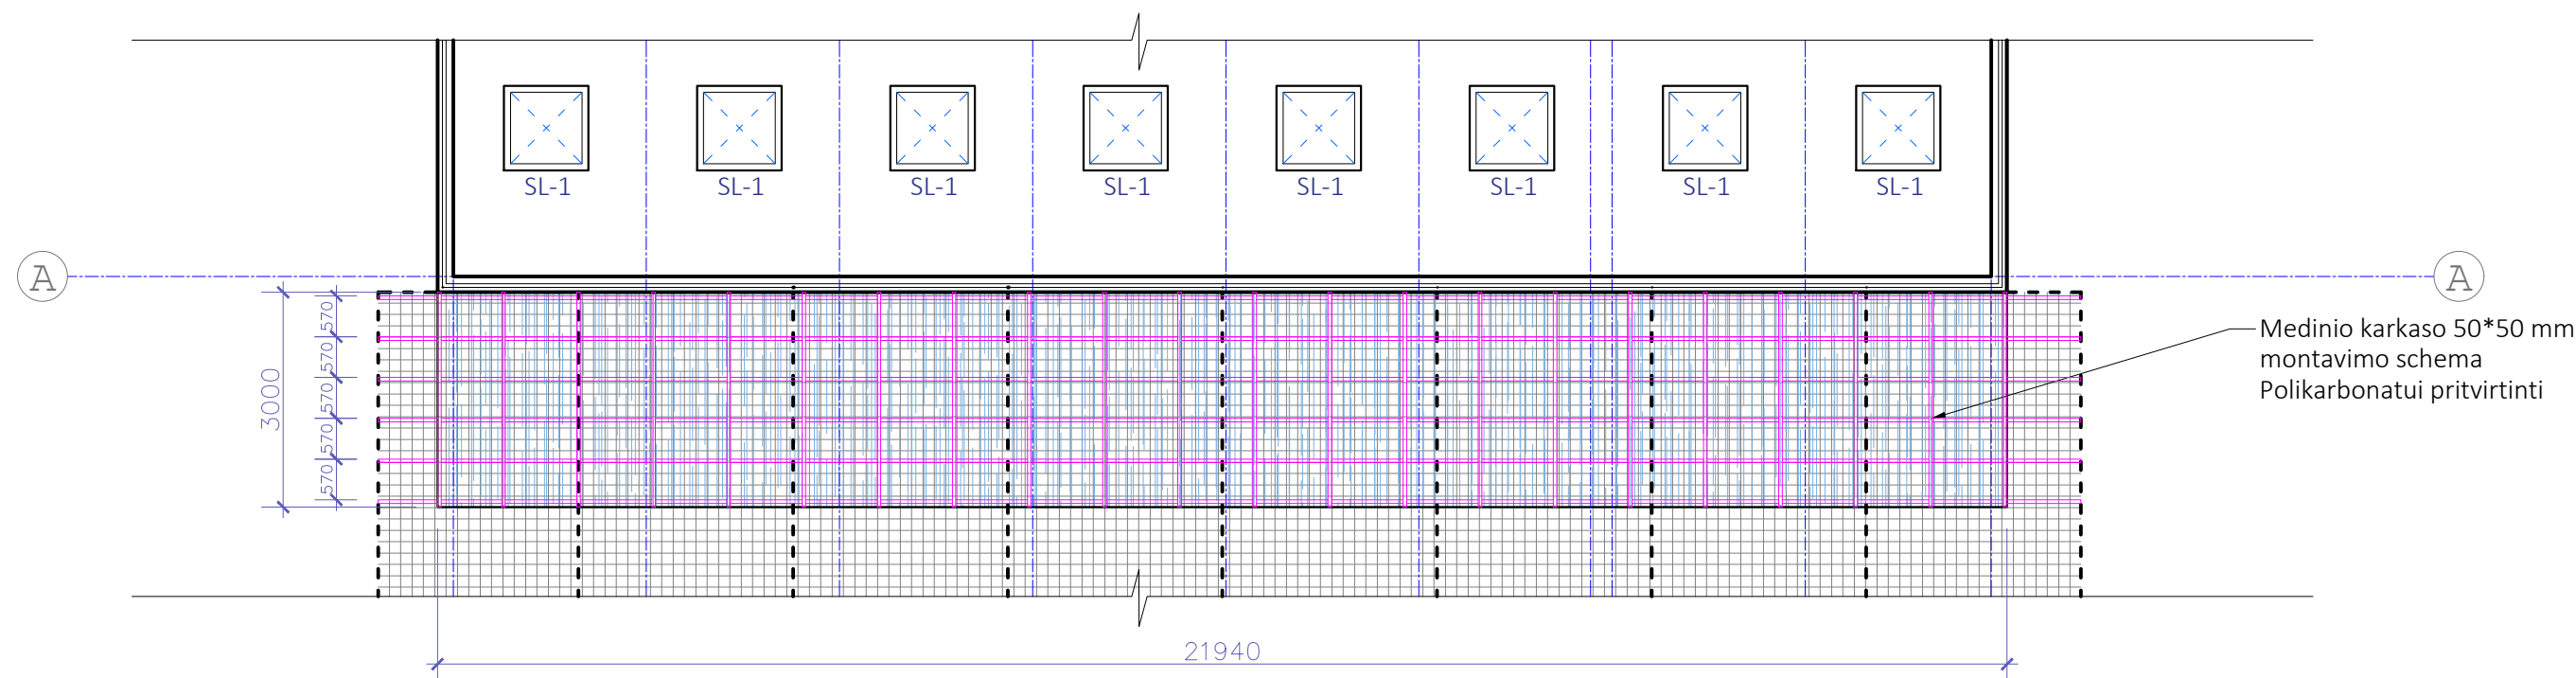 SL-1 SL-1 SL-1 SL-1 SL-1 SL-1 SL-1 SL-1
A A
570
570
570
570
570
3000
Medinio karkaso 50*50 mm
montavimo schema
Polikarbonatui pritvirtinti
21940